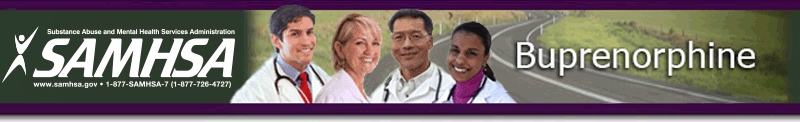 Substance Abuse and Mental Health Services Administration
SAMHSA
www.samhsa.gov • 1-877-SAMHSA-7 (1-877-726-4727)
Buprenorphine